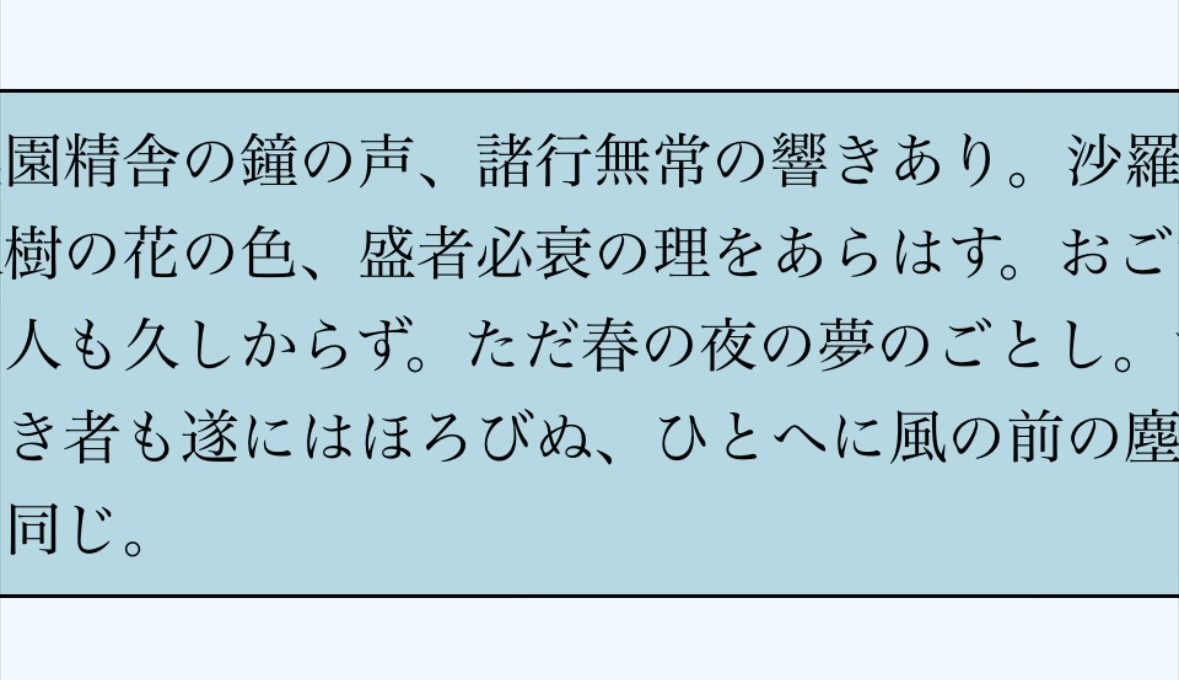 園精舎の鐘の声、諸行無常の響きあり。沙羅
樹の花の色、盛者必衰の理をあらはす。おご
人も久しからず。ただ春の夜の夢のごとし。
き者も遂にはほろびぬ、ひとへに風の前の塵
同じ。